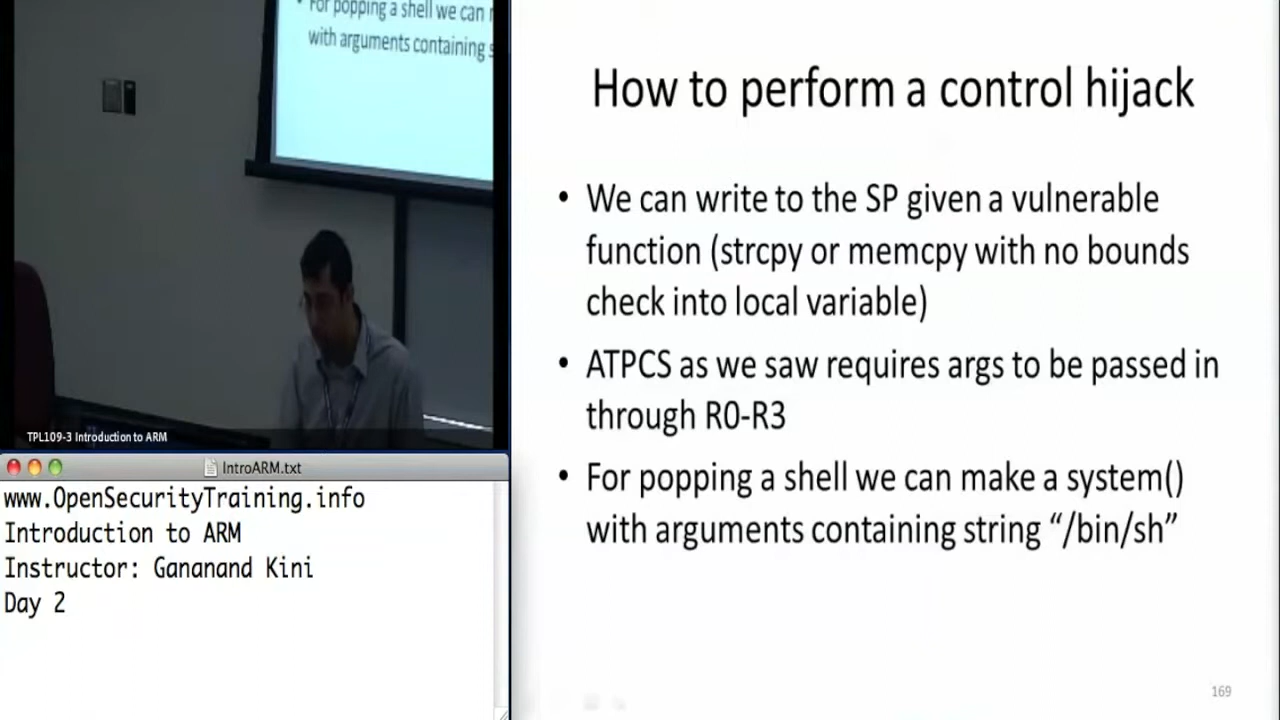 For popping a shell we can
with arguments containing
TPL109-3 Introduction to ARM
IntroARM.txt
www.OpenSecurityTraining.info
Introduction to ARM
Instructor: Gananand Kini
Day 2
How to perform a control hijack
• We can write to the SP given a vulnerable
function (strcpy or memcpy with no bounds
check into local variable)
• ATPCS as we saw requires args to be passed in
through R0-R3
• For popping a shell we can make a system()
with arguments containing string “/bin/sh”
169